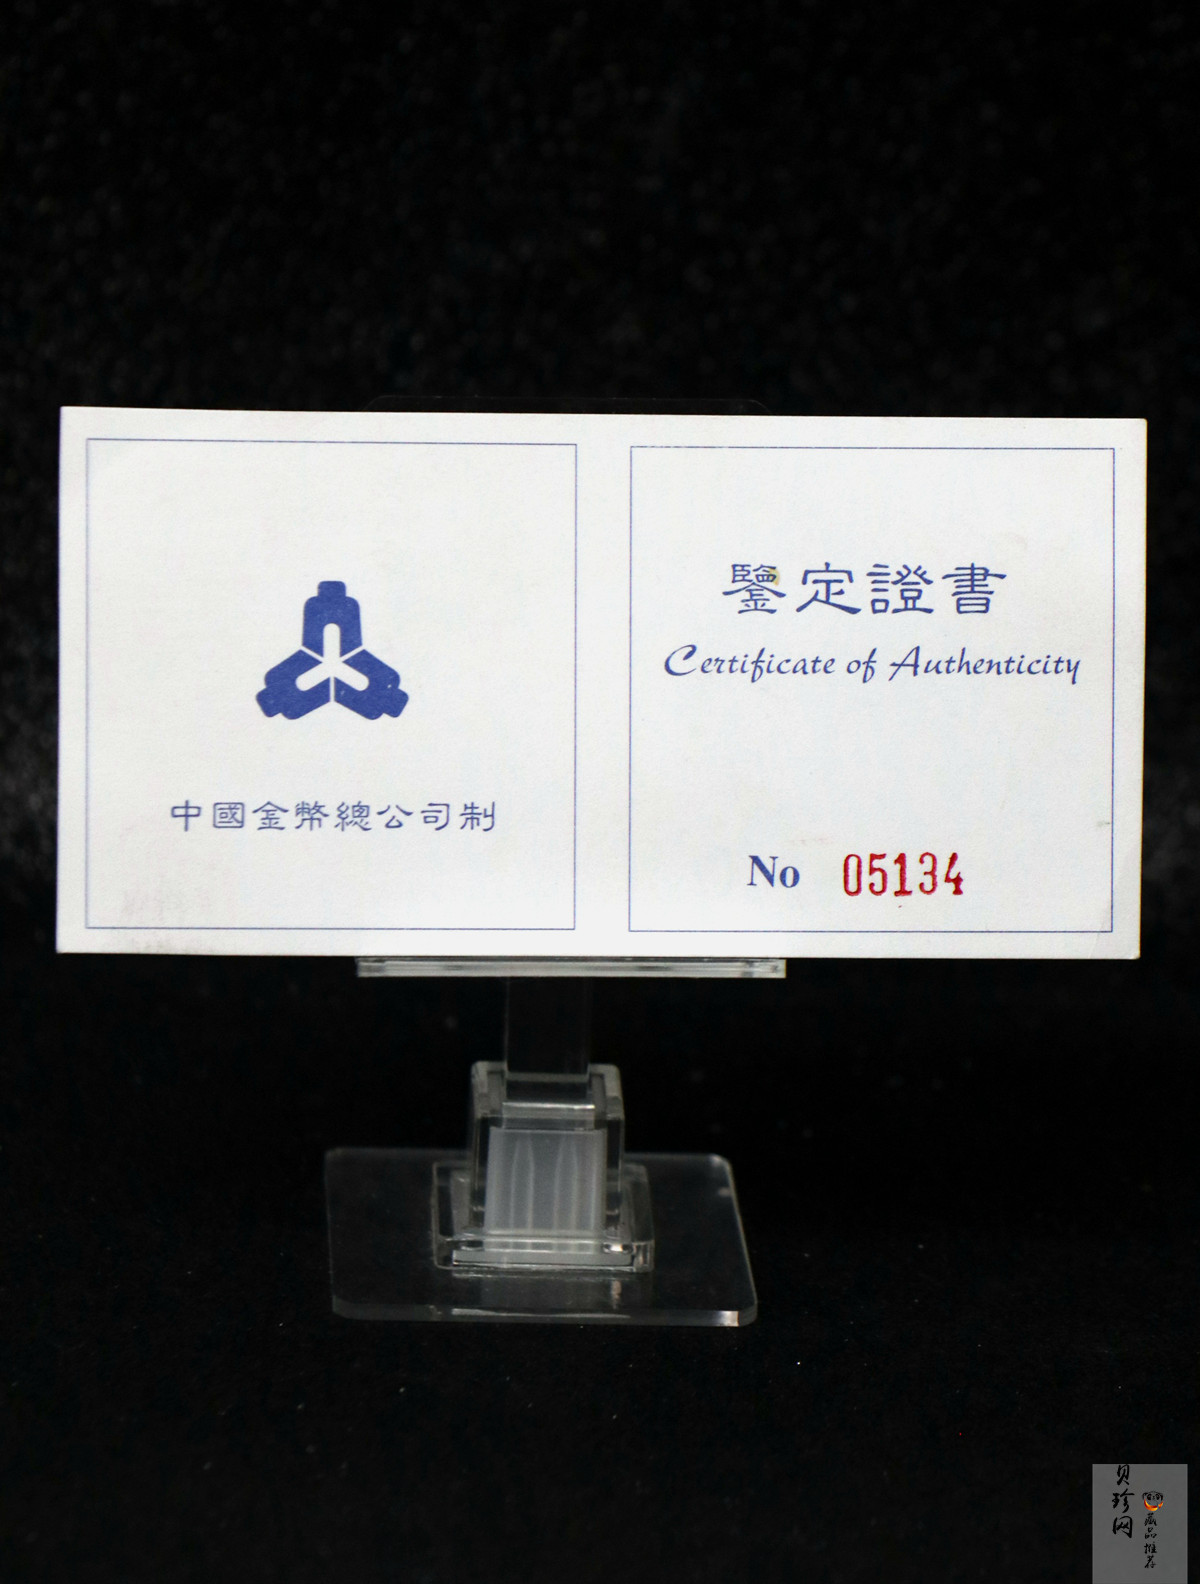 中國金幣總公司制
鑒定證書
Certificate of Authenticity
No 05134
贝珍网
藏品推荐